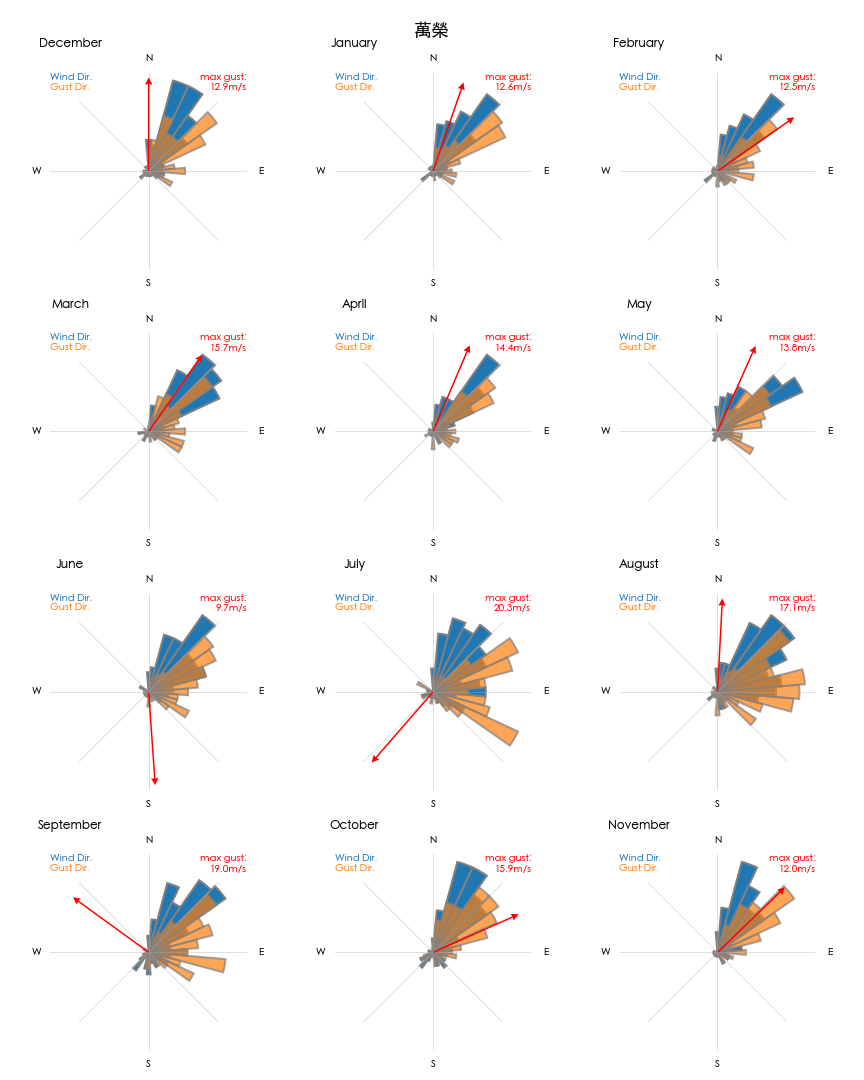 萬榮
December
N
Wind Dir.
Gust Dir.
max gust:
12.9m/s
W
E
S
January
N
Wind Dir.
Gust Dir.
max gust:
12.6m/s
W
E
S
February
N
Wind Dir.
Gust Dir.
max gust:
12.5m/s
W
E
S
March
N
Wind Dir.
Gust Dir.
max gust:
15.7m/s
W
E
S
April
N
Wind Dir.
Gust Dir.
max gust:
14.4m/s
W
E
S
May
N
Wind Dir.
Gust Dir.
max gust:
13.8m/s
W
E
S
June
N
Wind Dir.
Gust Dir.
max gust:
9.7m/s
W
E
S
July
N
Wind Dir.
Gust Dir.
max gust:
20.3m/s
W
E
S
August
N
Wind Dir.
Gust Dir.
max gust:
17.1m/s
W
E
S
September
N
Wind Dir.
Gust Dir.
max gust:
19.0m/s
W
E
S
October
N
Wind Dir.
Gust Dir.
max gust:
15.9m/s
W
E
S
November
N
Wind Dir.
Gust Dir.
max gust:
12.0m/s
W
E
S